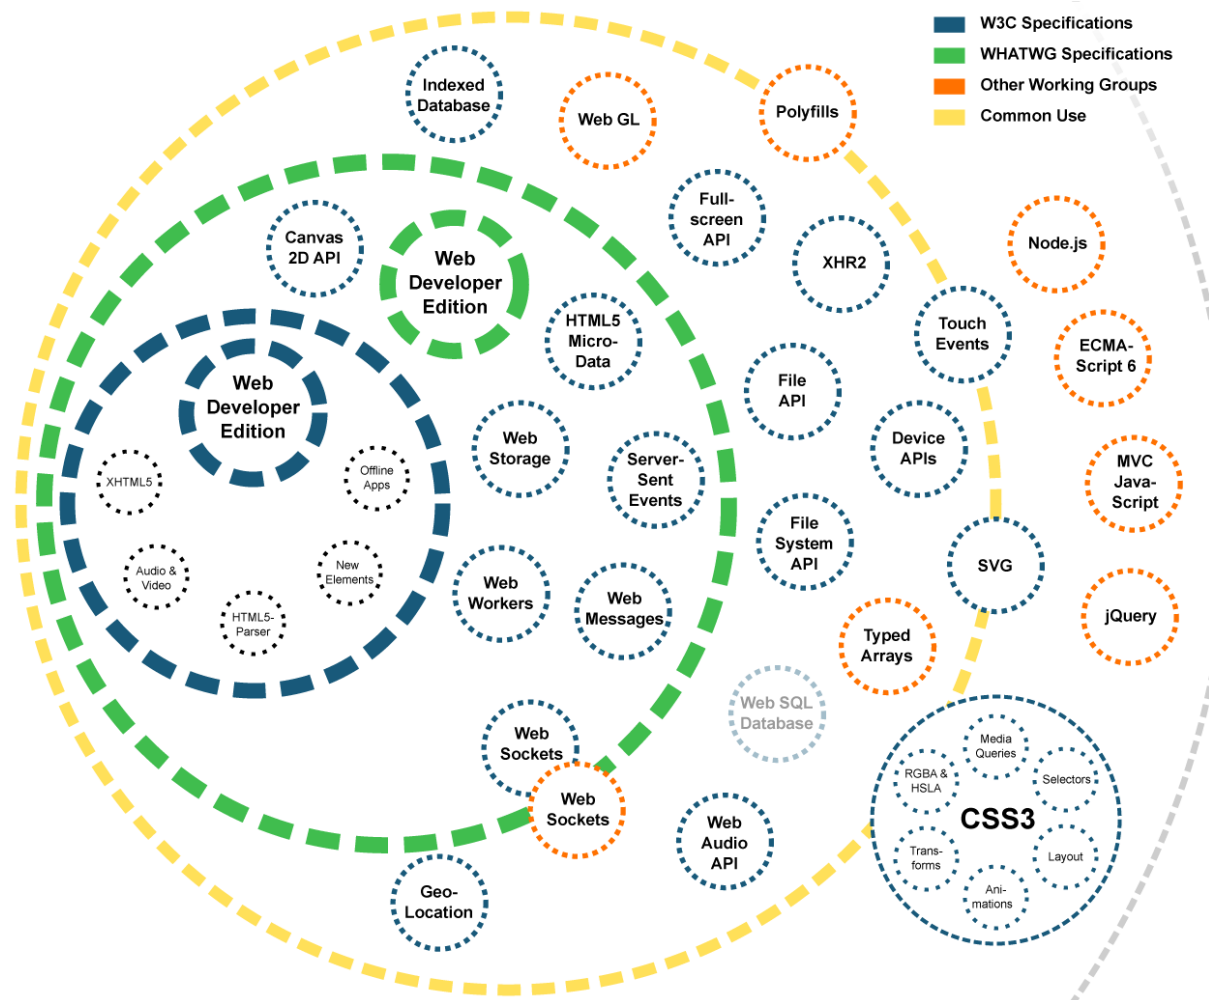 W3C Specifications
WHATWG Specifications
Other Working Groups
Common Use
Indexed
Database
Web GL
Polyfills
Full-
screen
API
Canvas
2D API
Web
Developer
Edition
XHR2
Node.js
HTML5
Micro-
Data
Touch
Events
ECMA-
Script 6
Web
Developer
Edition
File
API
Web
Storage
Device
APIs
Server-
Sent
Events
MVC
Java-
Script
XHTML5
Offline
Apps
File
System
API
SVG
Audio &
Video
New
Elements
Web
Workers
Web
Messages
HTML5-
Parser
jQuery
Typed
Arrays
Web SQL
Database
Web
Sockets
Web
Sockets
Media
Queries
RGBA &
HSLA
Selectors
CSS3
Trans-
forms
Layout
Ani-
mations
Web
Audio
API
Geo-
Location